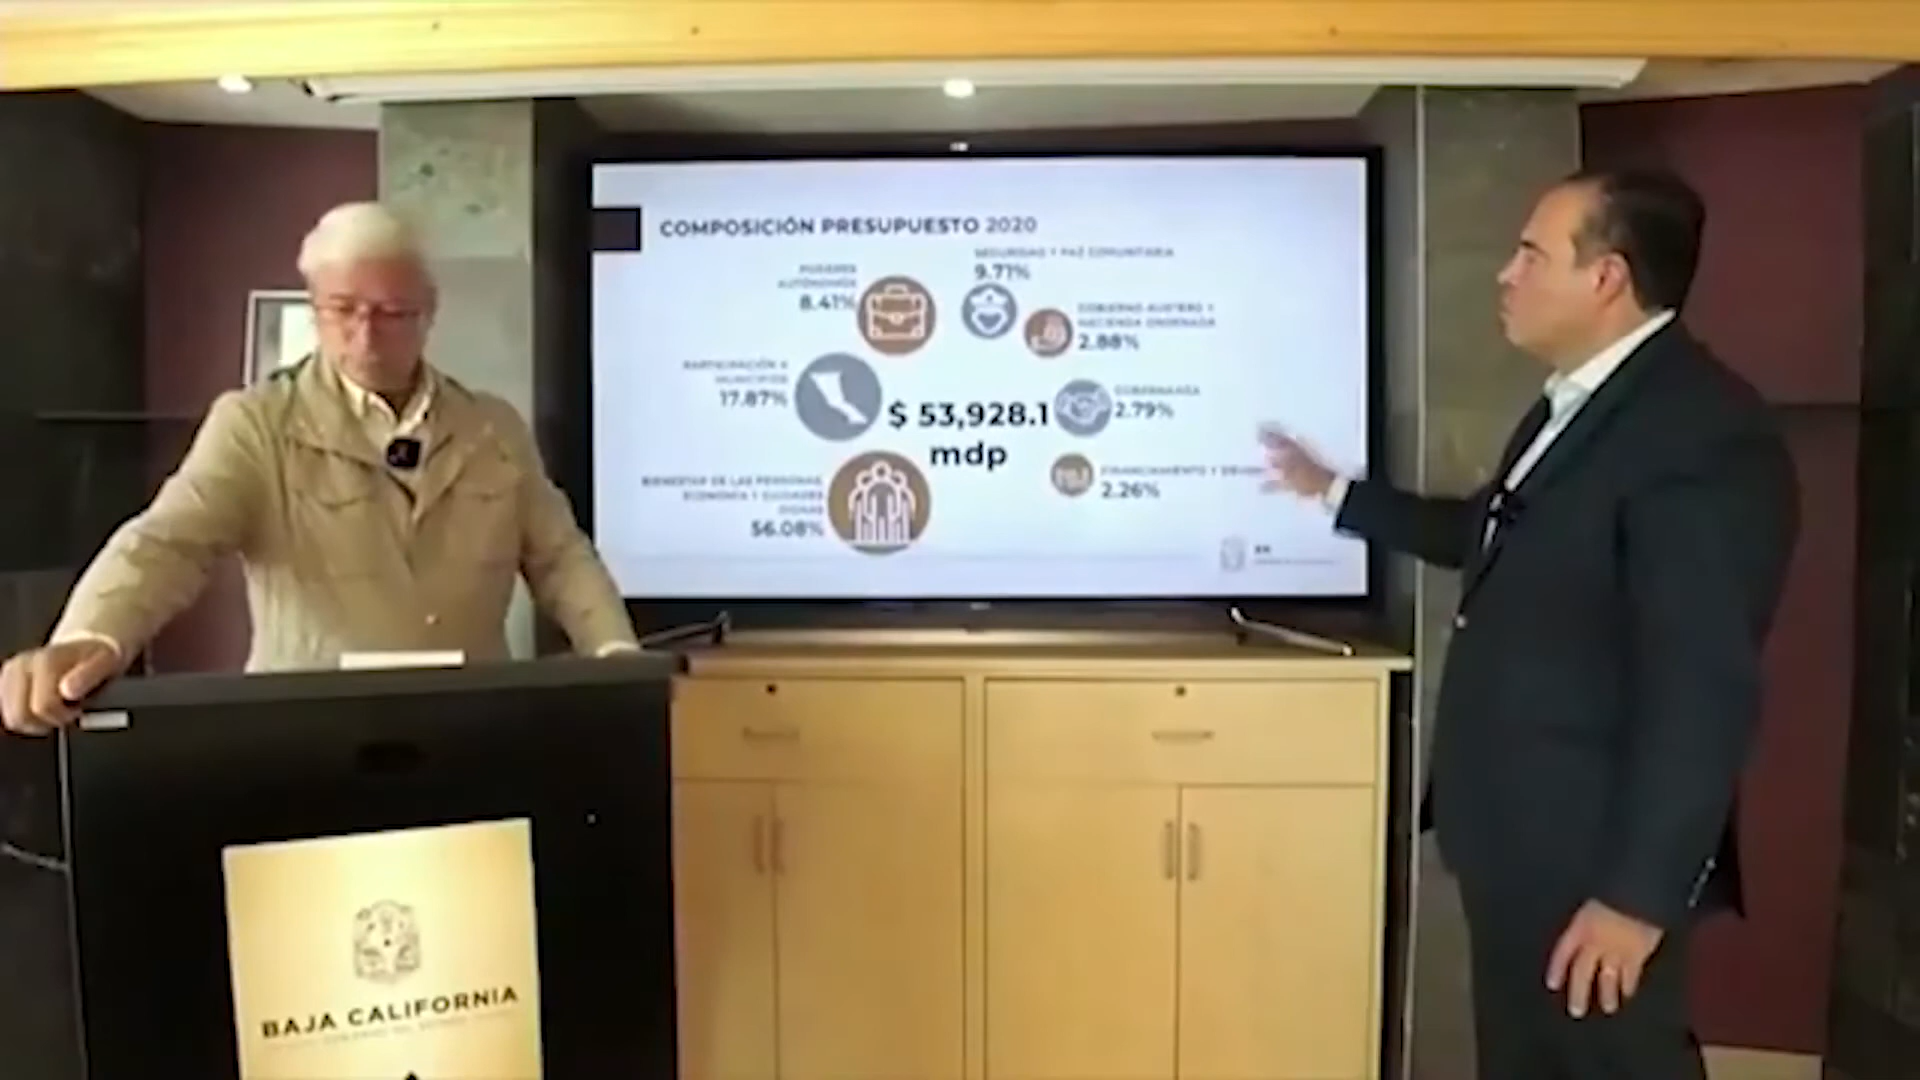 COMPOSICIÓN PRESUPUESTO 2020
SEGURIDAD Y PAZ COMUNITARIA
9.71%
PODERES
AUTÓNOMOS
8.41%
GOBIERNO AUSTERO Y
HACIENDA ORDENADA
2.88%
PARTICIPACIÓN A
MUNICIPIOS
17.87%
$ 53,928.1
mdp
GOBERNANZA
2.79%
BIENESTAR DE LAS PERSONAS,
ECONOMÍA Y CIUDADES
DIGNAS
56.08%
FINANCIAMIENTO Y
2.26%
BAJA CALIFORNIA